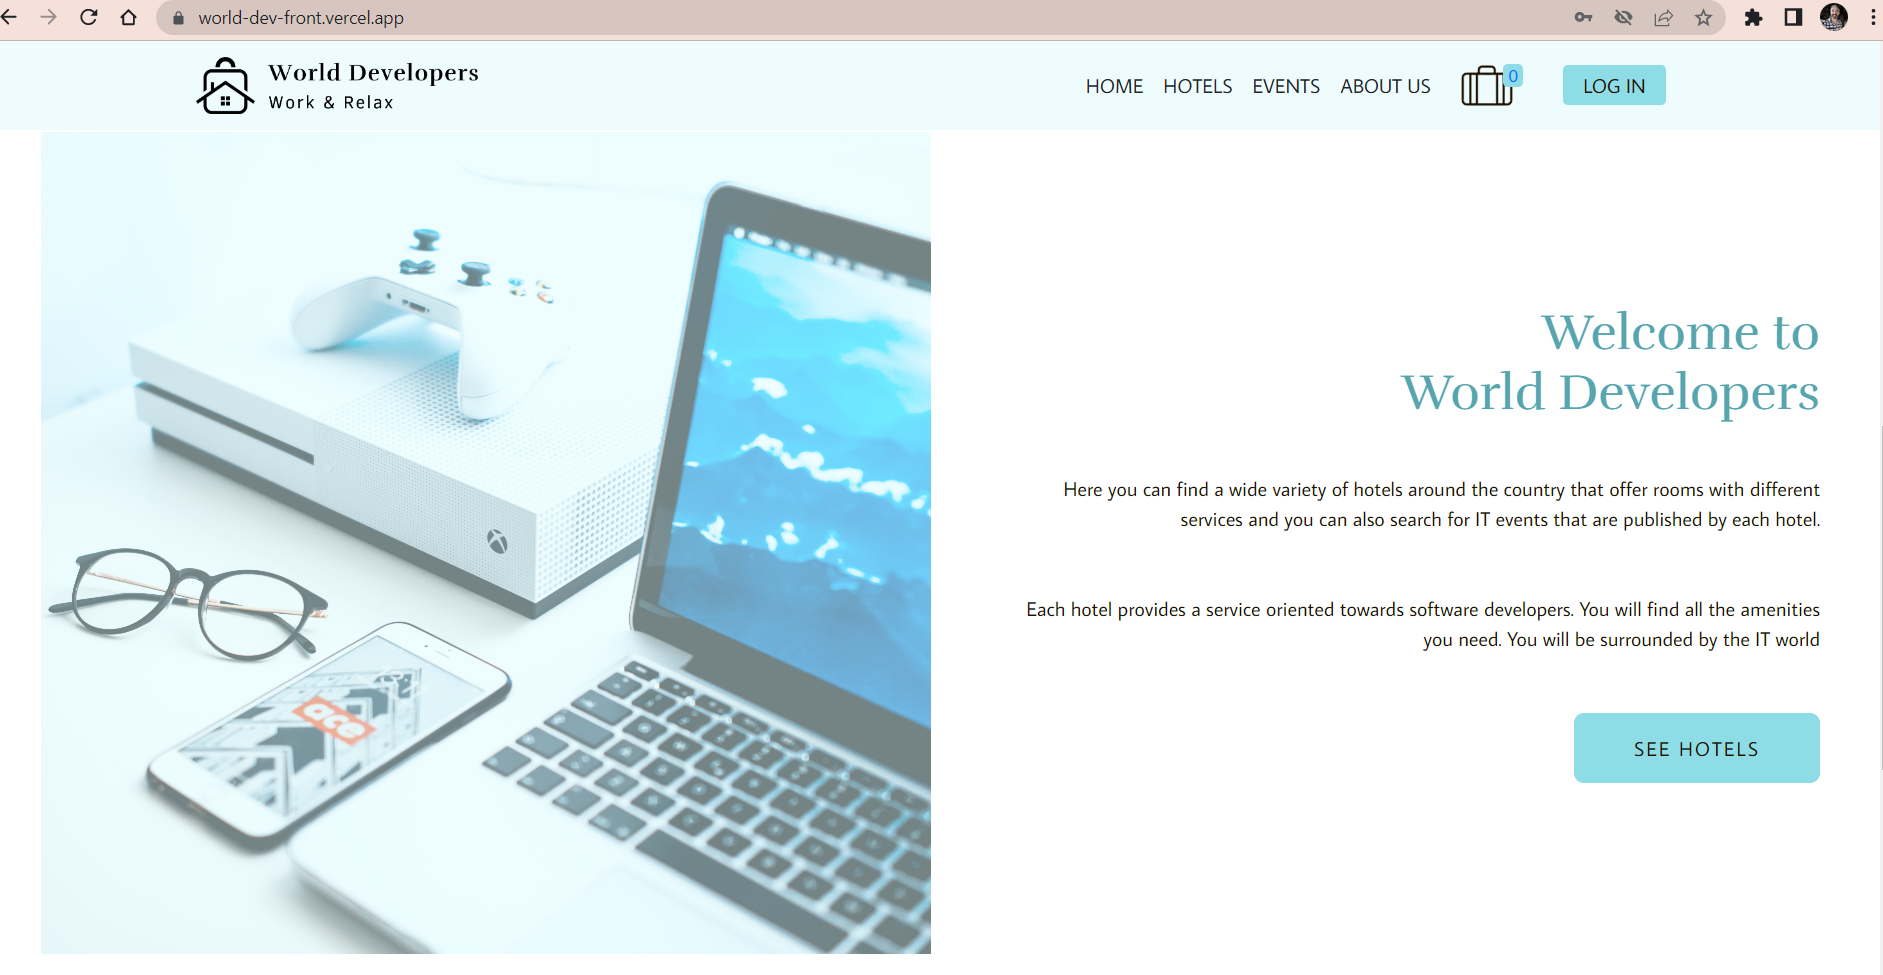 world-dev-front.vercel.app
World Developers
Work & Relax
HOME HOTELS EVENTS ABOUT US 0 LOG IN
Welcome to
World Developers
Here you can find a wide variety of hotels around the country that offer rooms with different
services and you can also search for IT events that are published by each hotel.
Each hotel provides a service oriented towards software developers. You will find all the amenities
you need. You will be surrounded by the IT world
SEE HOTELS
ace